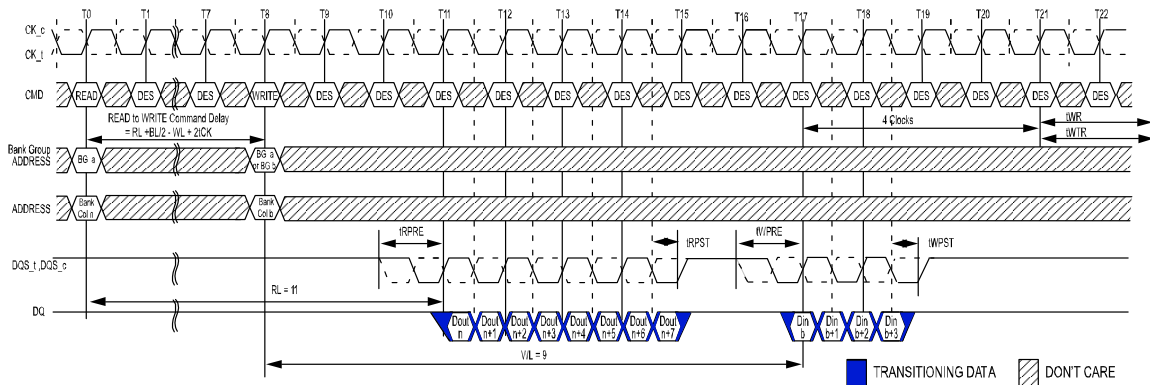 T0 T1 T7 T8 T9 T10 T11 T12 T13 T14 T15 T16 T17 T18 T19 T20 T21 T22
CK_c
CK_t
CMD READ DES DES WRITE DES DES DES DES DES DES DES DES DES DES DES DES DES DES
READ to WRITE Command Delay
= RL +BL/2 - WL + 2tCK
4 Clocks
tWR
tWTR
Bank Group
ADDRESS
BG a
BG a
or BG b
ADDRESS
Bank
Col n
Bank
Col b
tRPRE
tRPST
tWPRE
tWPST
DQS_t ,DQS_c
RL = 11
DQ
Dout
n
Dout
n+1
Dout
n+2
Dout
n+3
Dout
n+4
Dout
n+5
Dout
n+6
Dout
n+7
Din
b
Din
b+1
Din
b+2
Din
b+3
WL = 9
TRANSITIONING DATA
DON'T CARE